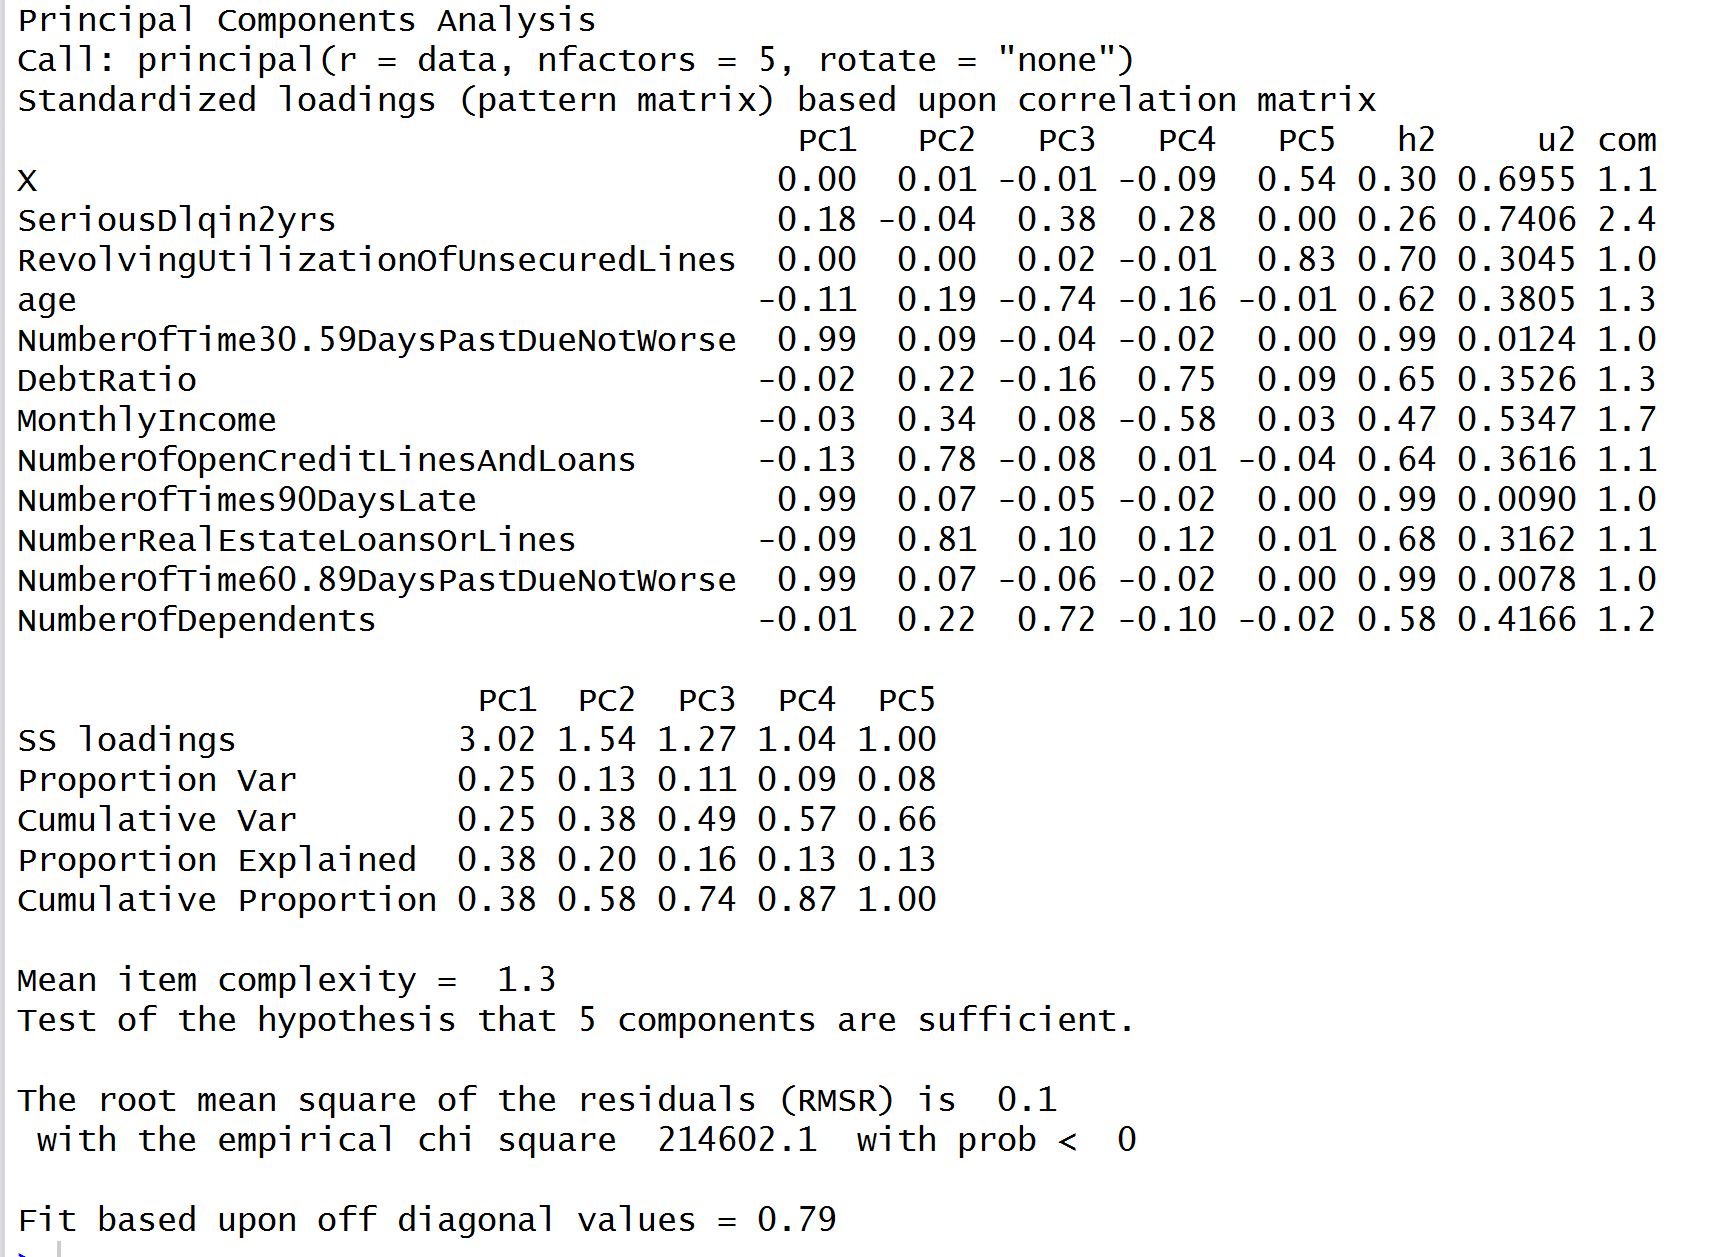 Principal Components Analysis
Call: principal(r = data, nfactors = 5, rotate = "none")
Standardized loadings (pattern matrix) based upon correlation matrix
                                       PC1   PC2   PC3   PC4   PC5   h2     u2 com
X                                     0.00  0.01 -0.01 -0.09  0.54 0.30 0.6955 1.1
SeriousDlqin2yrs                      0.18 -0.04  0.38  0.28  0.00 0.26 0.7406 2.4
RevolvingUtilizationOfUnsecuredLines  0.00  0.00  0.02 -0.01  0.83 0.70 0.3045 1.0
age                                  -0.11  0.19 -0.74 -0.16 -0.01 0.62 0.3805 1.3
NumberOfTime30.59DaysPastDueNotWorse  0.99  0.09 -0.04 -0.02  0.00 0.99 0.0124 1.0
DebtRatio                            -0.02  0.22 -0.16  0.75  0.09 0.65 0.3526 1.3
MonthlyIncome                        -0.03  0.34  0.08 -0.58  0.03 0.47 0.5347 1.7
NumberOfOpenCreditLinesAndLoans      -0.13  0.78 -0.08  0.01 -0.04 0.64 0.3616 1.1
NumberOfTimes90DaysLate               0.99  0.07 -0.05 -0.02  0.00 0.99 0.0090 1.0
NumberRealEstateLoansOrLines         -0.09  0.81  0.10  0.12  0.01 0.68 0.3162 1.1
NumberOfTime60.89DaysPastDueNotWorse  0.99  0.07 -0.06 -0.02  0.00 0.99 0.0078 1.0
NumberOfDependents                   -0.01  0.22  0.72 -0.10 -0.02 0.58 0.4166 1.2
                       PC1  PC2  PC3  PC4  PC5
SS loadings           3.02 1.54 1.27 1.04 1.00
Proportion Var        0.25 0.13 0.11 0.09 0.08
Cumulative Var        0.25 0.38 0.49 0.57 0.66
Proportion Explained  0.38 0.20 0.16 0.13 0.13
Cumulative Proportion 0.38 0.58 0.74 0.87 1.00
Mean item complexity =  1.3
Test of the hypothesis that 5 components are sufficient.
The root mean square of the residuals (RMSR) is  0.1
 with the empirical chi square  214602.1  with prob <  0
Fit based upon off diagonal values = 0.79